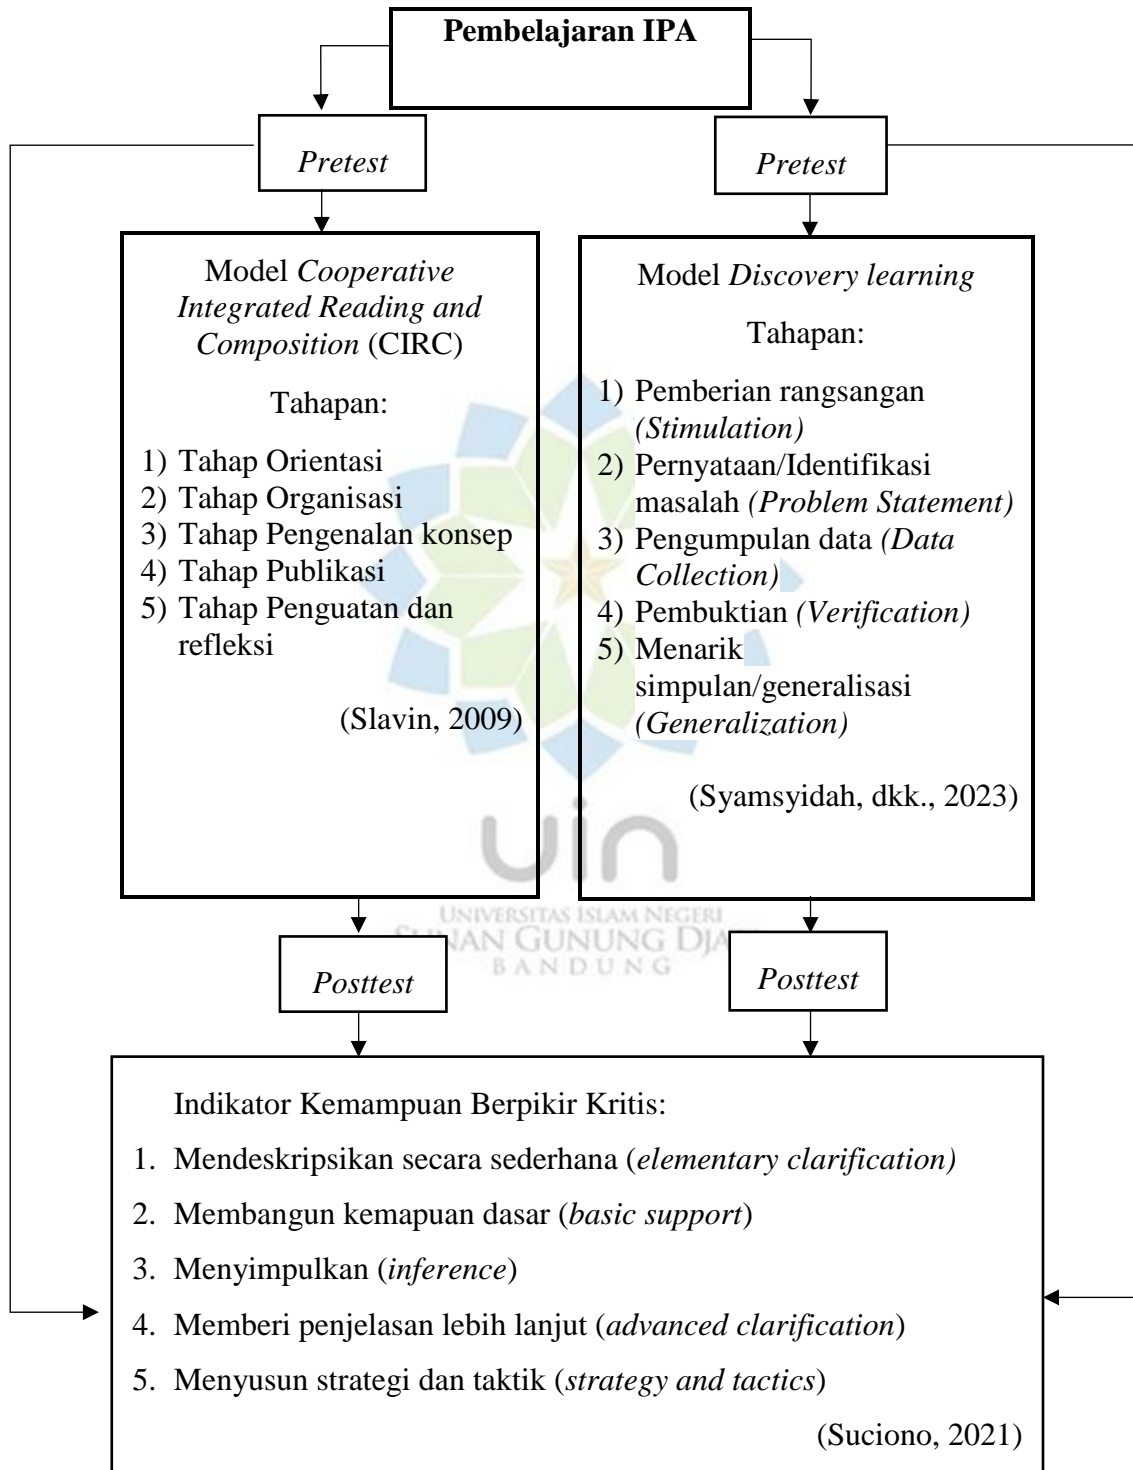 Pembelajaran IPA
Pretest
Pretest
Model Cooperative
Integrated Reading and
Composition (CIRC)
Tahapan:
1) Tahap Orientasi
2) Tahap Organisasi
3) Tahap Pengenalan konsep
4) Tahap Publikasi
5) Tahap Penguatan dan
refleksi
(Slavin, 2009)
Model Discovery learning
Tahapan:
1) Pemberian rangsangan
(Stimulation)
2) Pernyataan/Identifikasi
masalah (Problem Statement)
3) Pengumpulan data (Data
Collection)
4) Pembuktian (Verification)
5) Menarik
simpulan/generalisasi
(Generalization)
(Syamsyidah, dkk., 2023)
uin
UNIVERSITAS ISLAM NEGERI
GUNUNG
BANDUNG
Posttest
Posttest
Indikator Kemampuan Berpikir Kritis:
1. Mendeskripsikan secara sederhana (elementary clarification)
2. Membangun kemapuan dasar (basic support)
3. Menyimpulkan (inference)
4. Memberi penjelasan lebih lanjut (advanced clarification)
5. Menyusun strategi dan taktik (strategy and tactics)
(Suciono, 2021)